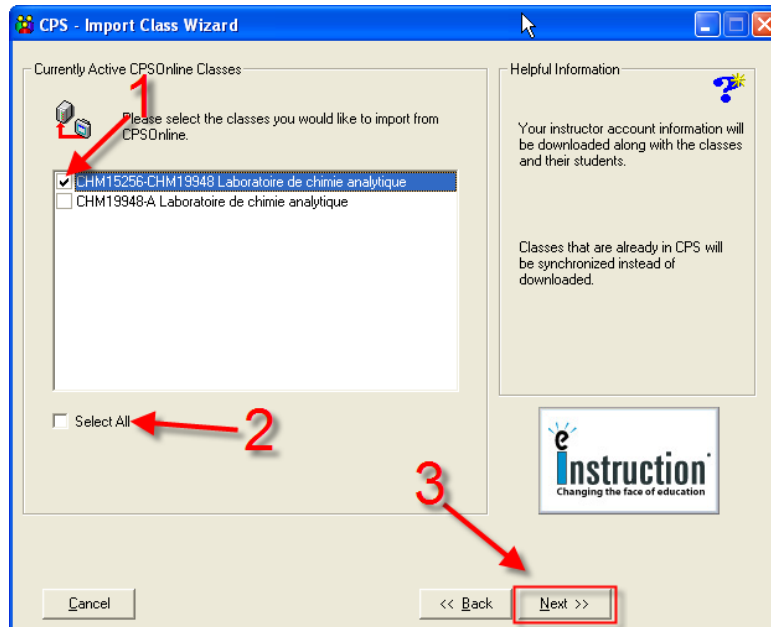 CPS - Import Class Wizard
Currently Active CPSOnline Classes
1
Please select the classes you would like to import from
CPSOnline.
CHM15256-CHM19948 Laboratoire de chimie analytique
CHM19948-A Laboratoire de chimie analytique
Select All
2
Helpful Information
Your instructor account information will
be downloaded along with the classes
and their students.
Classes that are already in CPS will
be synchronized instead of
downloaded.
eInstruction
Changing the face of education
3
Cancel
<< Back
Next >>